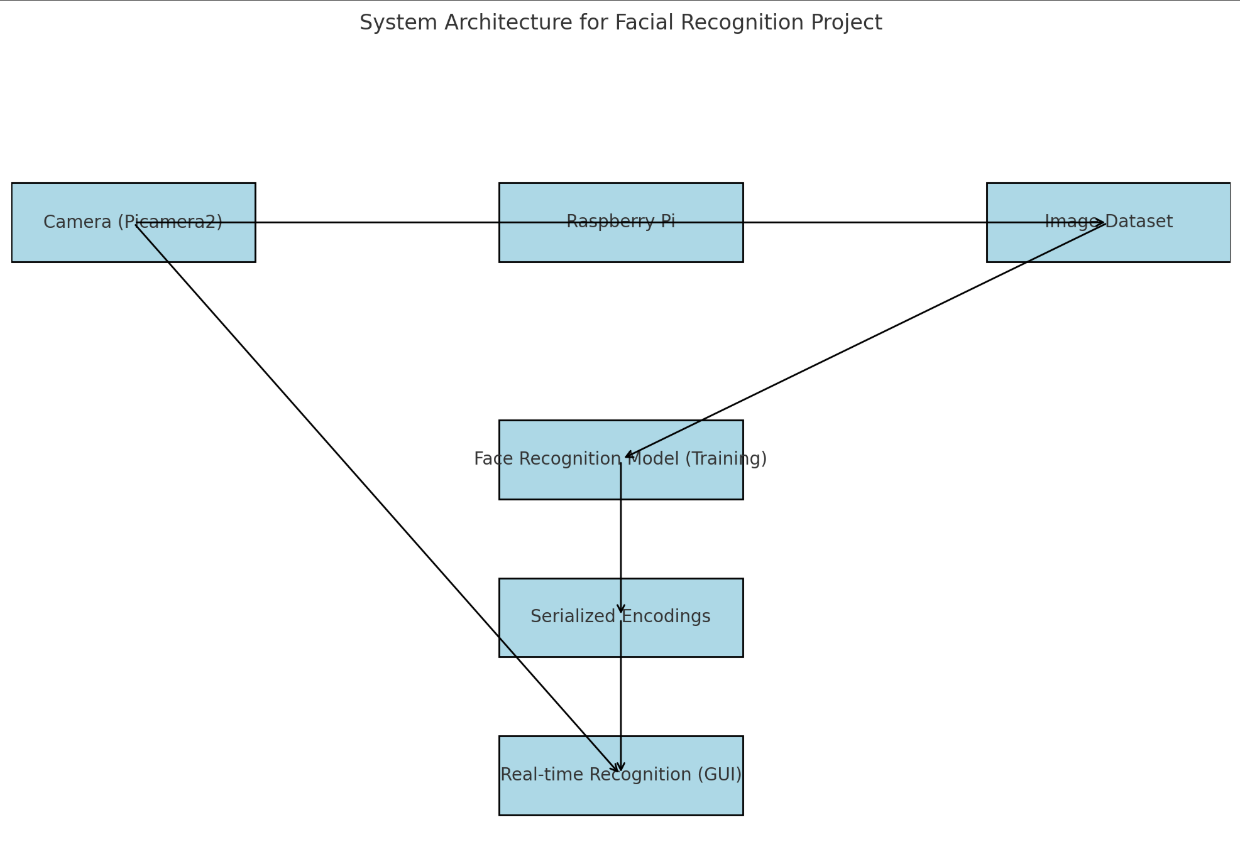 System Architecture for Facial Recognition Project
Camera (Picamera2)
Raspberry Pi
Image Dataset
Face Recognition Model (Training)
Serialized Encodings
Real-time Recognition (GUI)